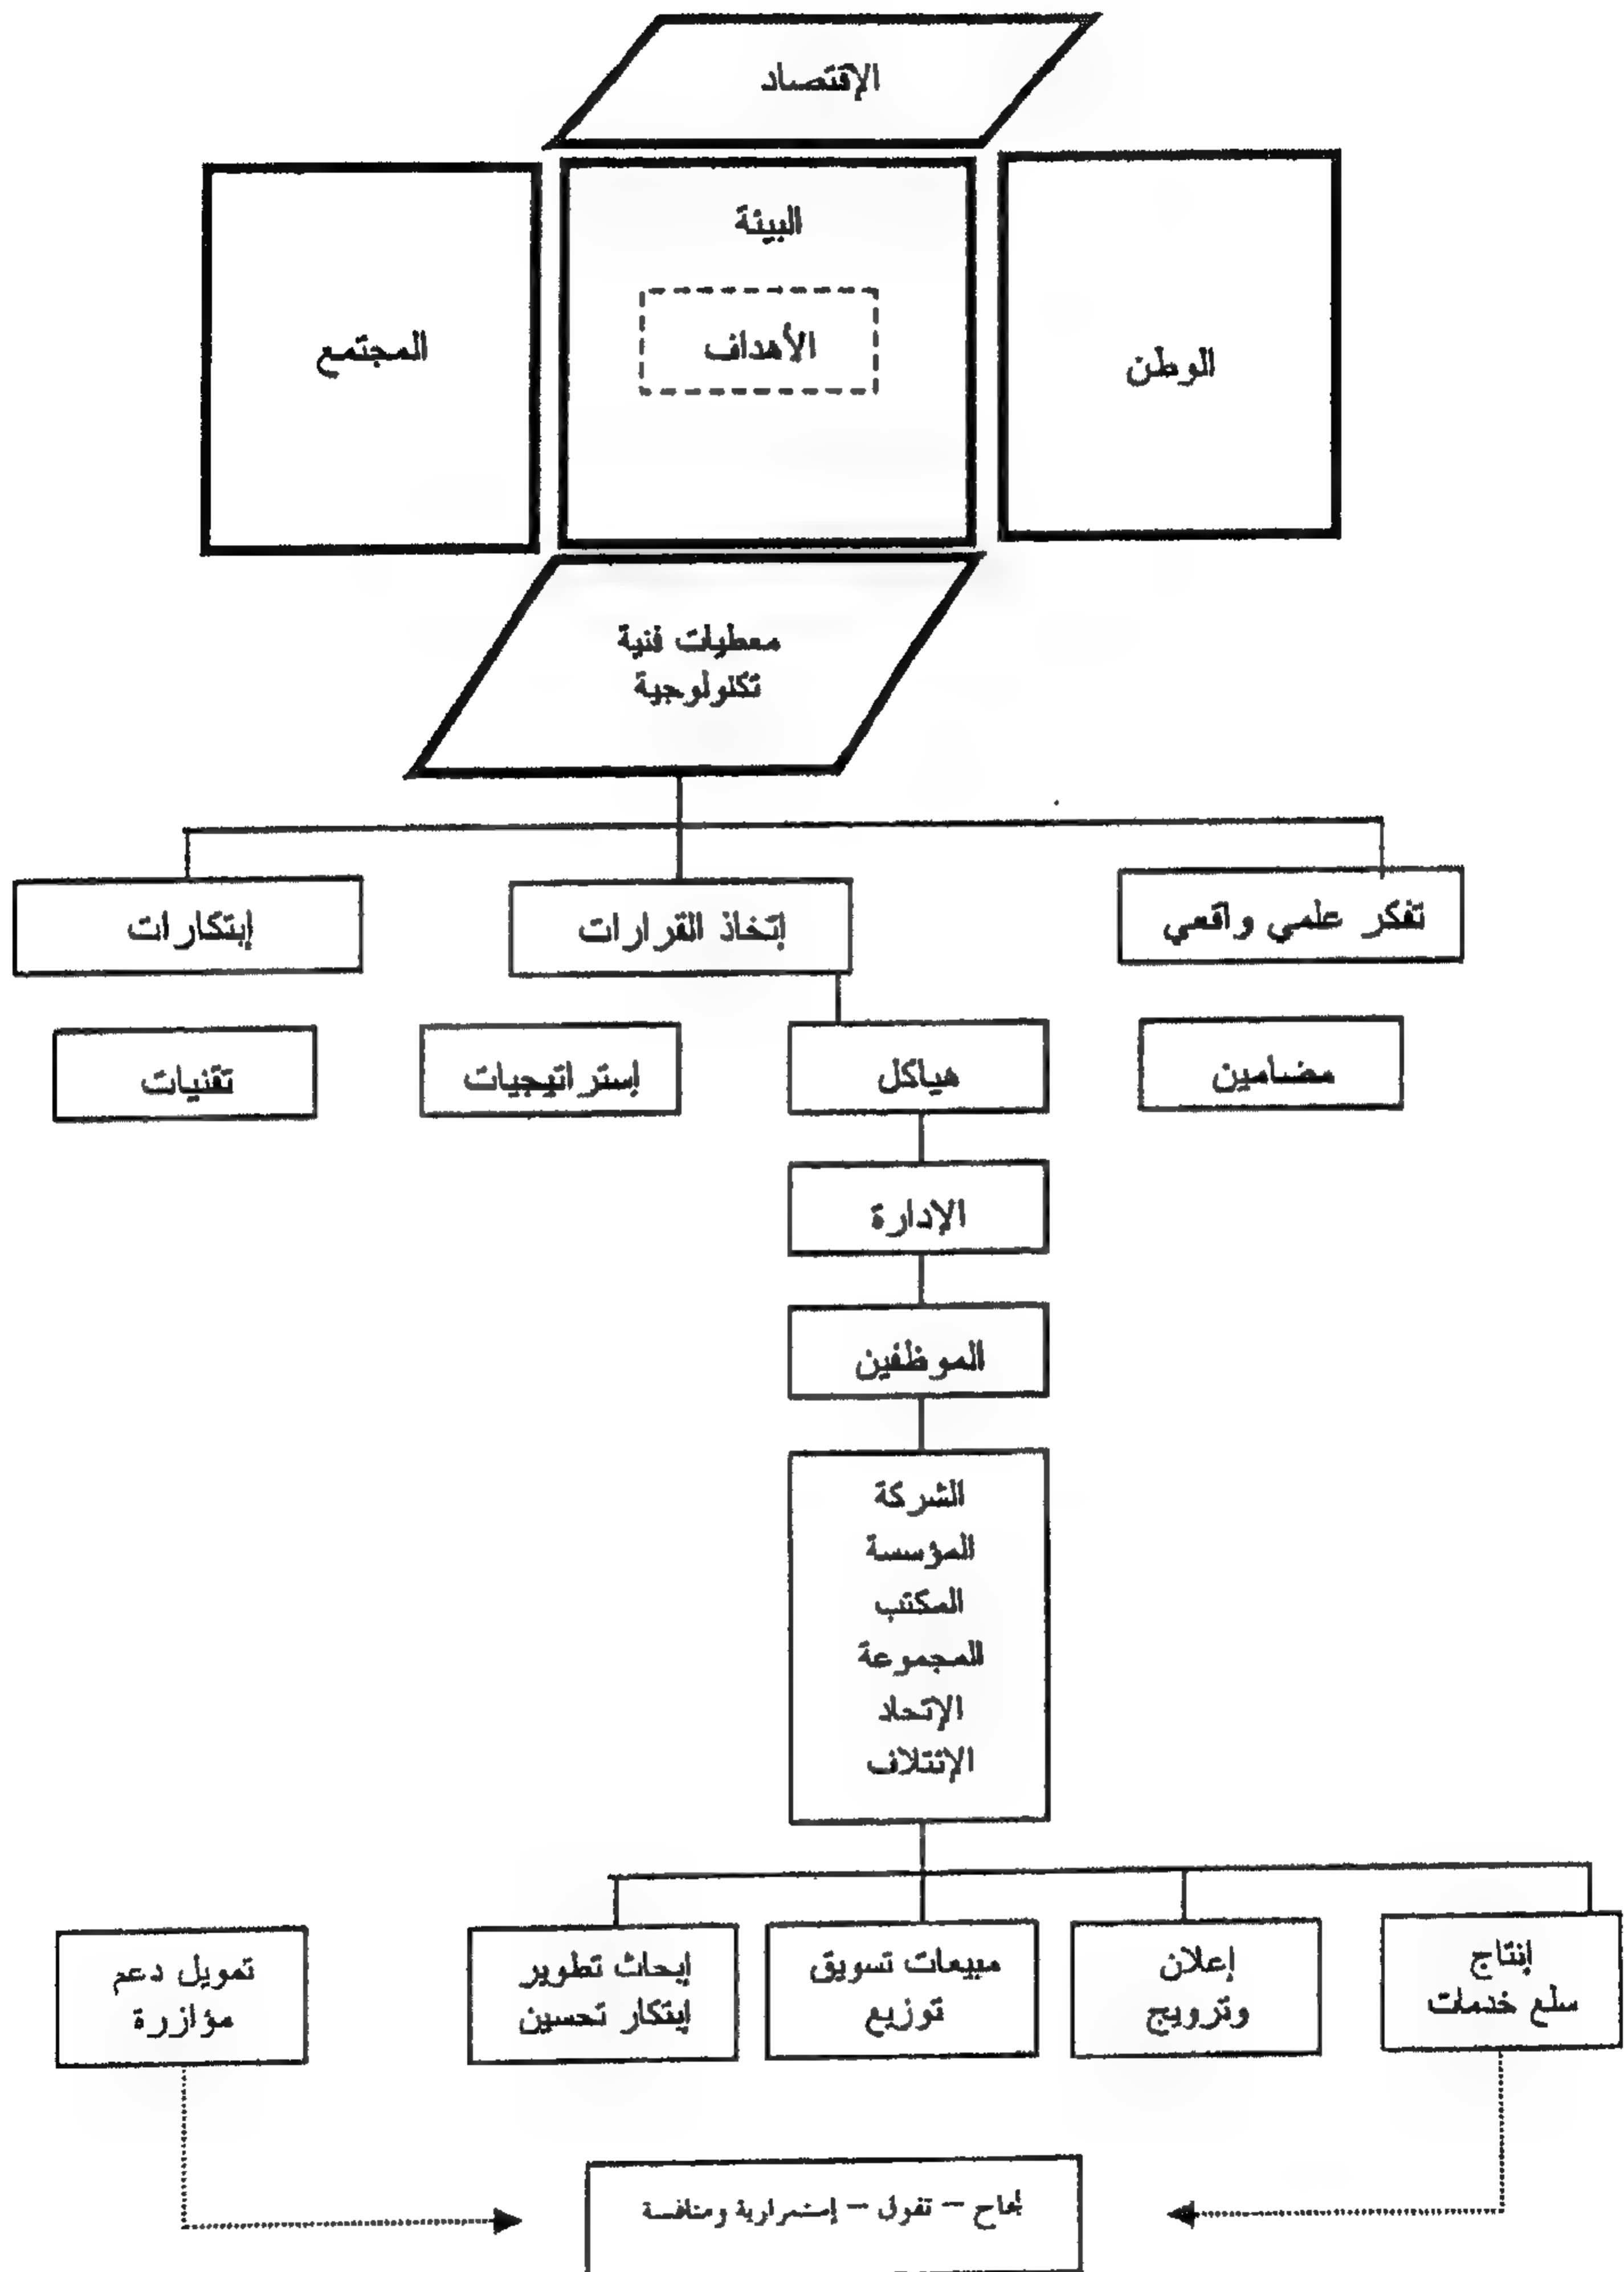 الإقتصاد
الوطن
البيئة
الأهداف
المجتمع
معطيات فنية
تكنولوجية
تفكر علمي واقعي
إتخاذ القرارات
إبتكارات
مضامين
هياكل
إستراتيجيات
تقنيات
الإدارة
الموظفين
الشركة
المؤسسة
المكتب
المجموعة
الإتحاد
الإئتلاف
إنتاج
سلع خدمات
إعلان
وترويج
مبيعات تسويق
توزيع
إبحاث تطوير
إبتكار تحسين
تمويل دعم
مؤازرة
نجاح – تفوق – إستمرارية ومنافسة